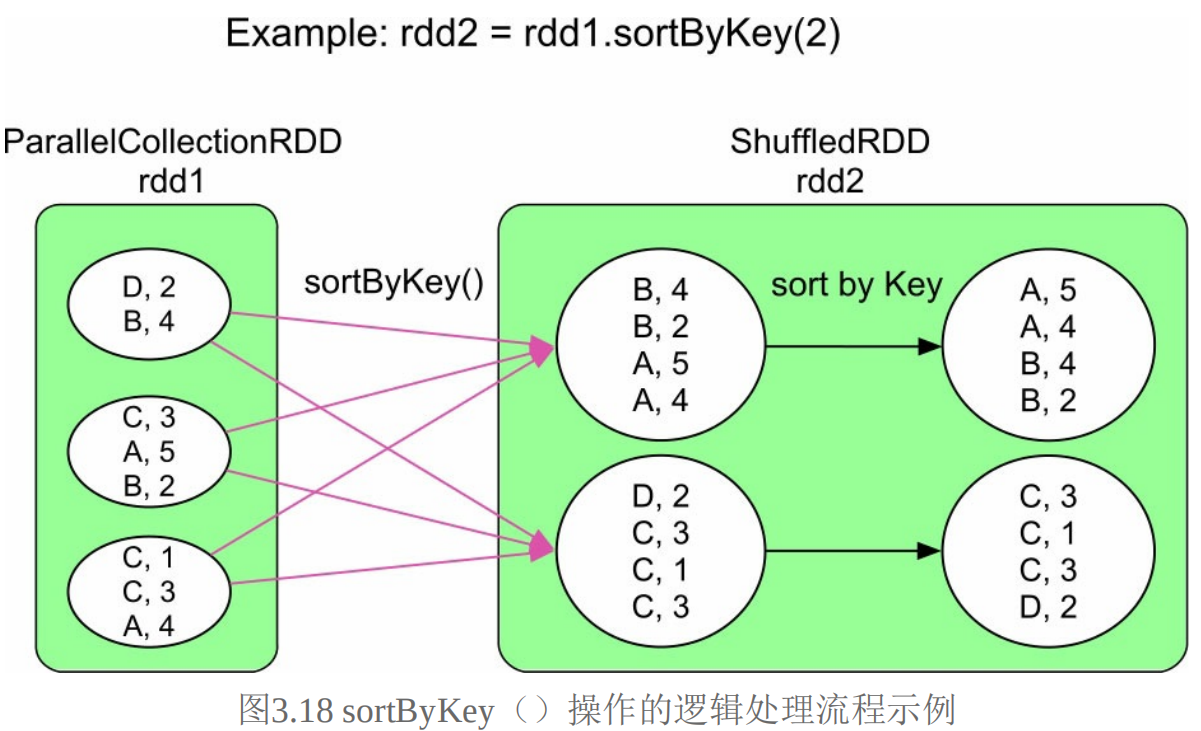 Example: rdd2 = rdd1.sortByKey(2)
ParallelCollectionRDD
rdd1
ShuffledRDD
rdd2
D, 2
B, 4
C, 3
A, 5
B, 2
C, 1
C, 3
A, 4
sortByKey()
B, 4
B, 2
A, 5
A, 4
D, 2
C, 3
C, 1
C, 3
sort by Key
A, 5
A, 4
B, 4
B, 2
C, 3
C, 1
C, 3
D, 2
图3.18 sortByKey（）操作的逻辑处理流程示例